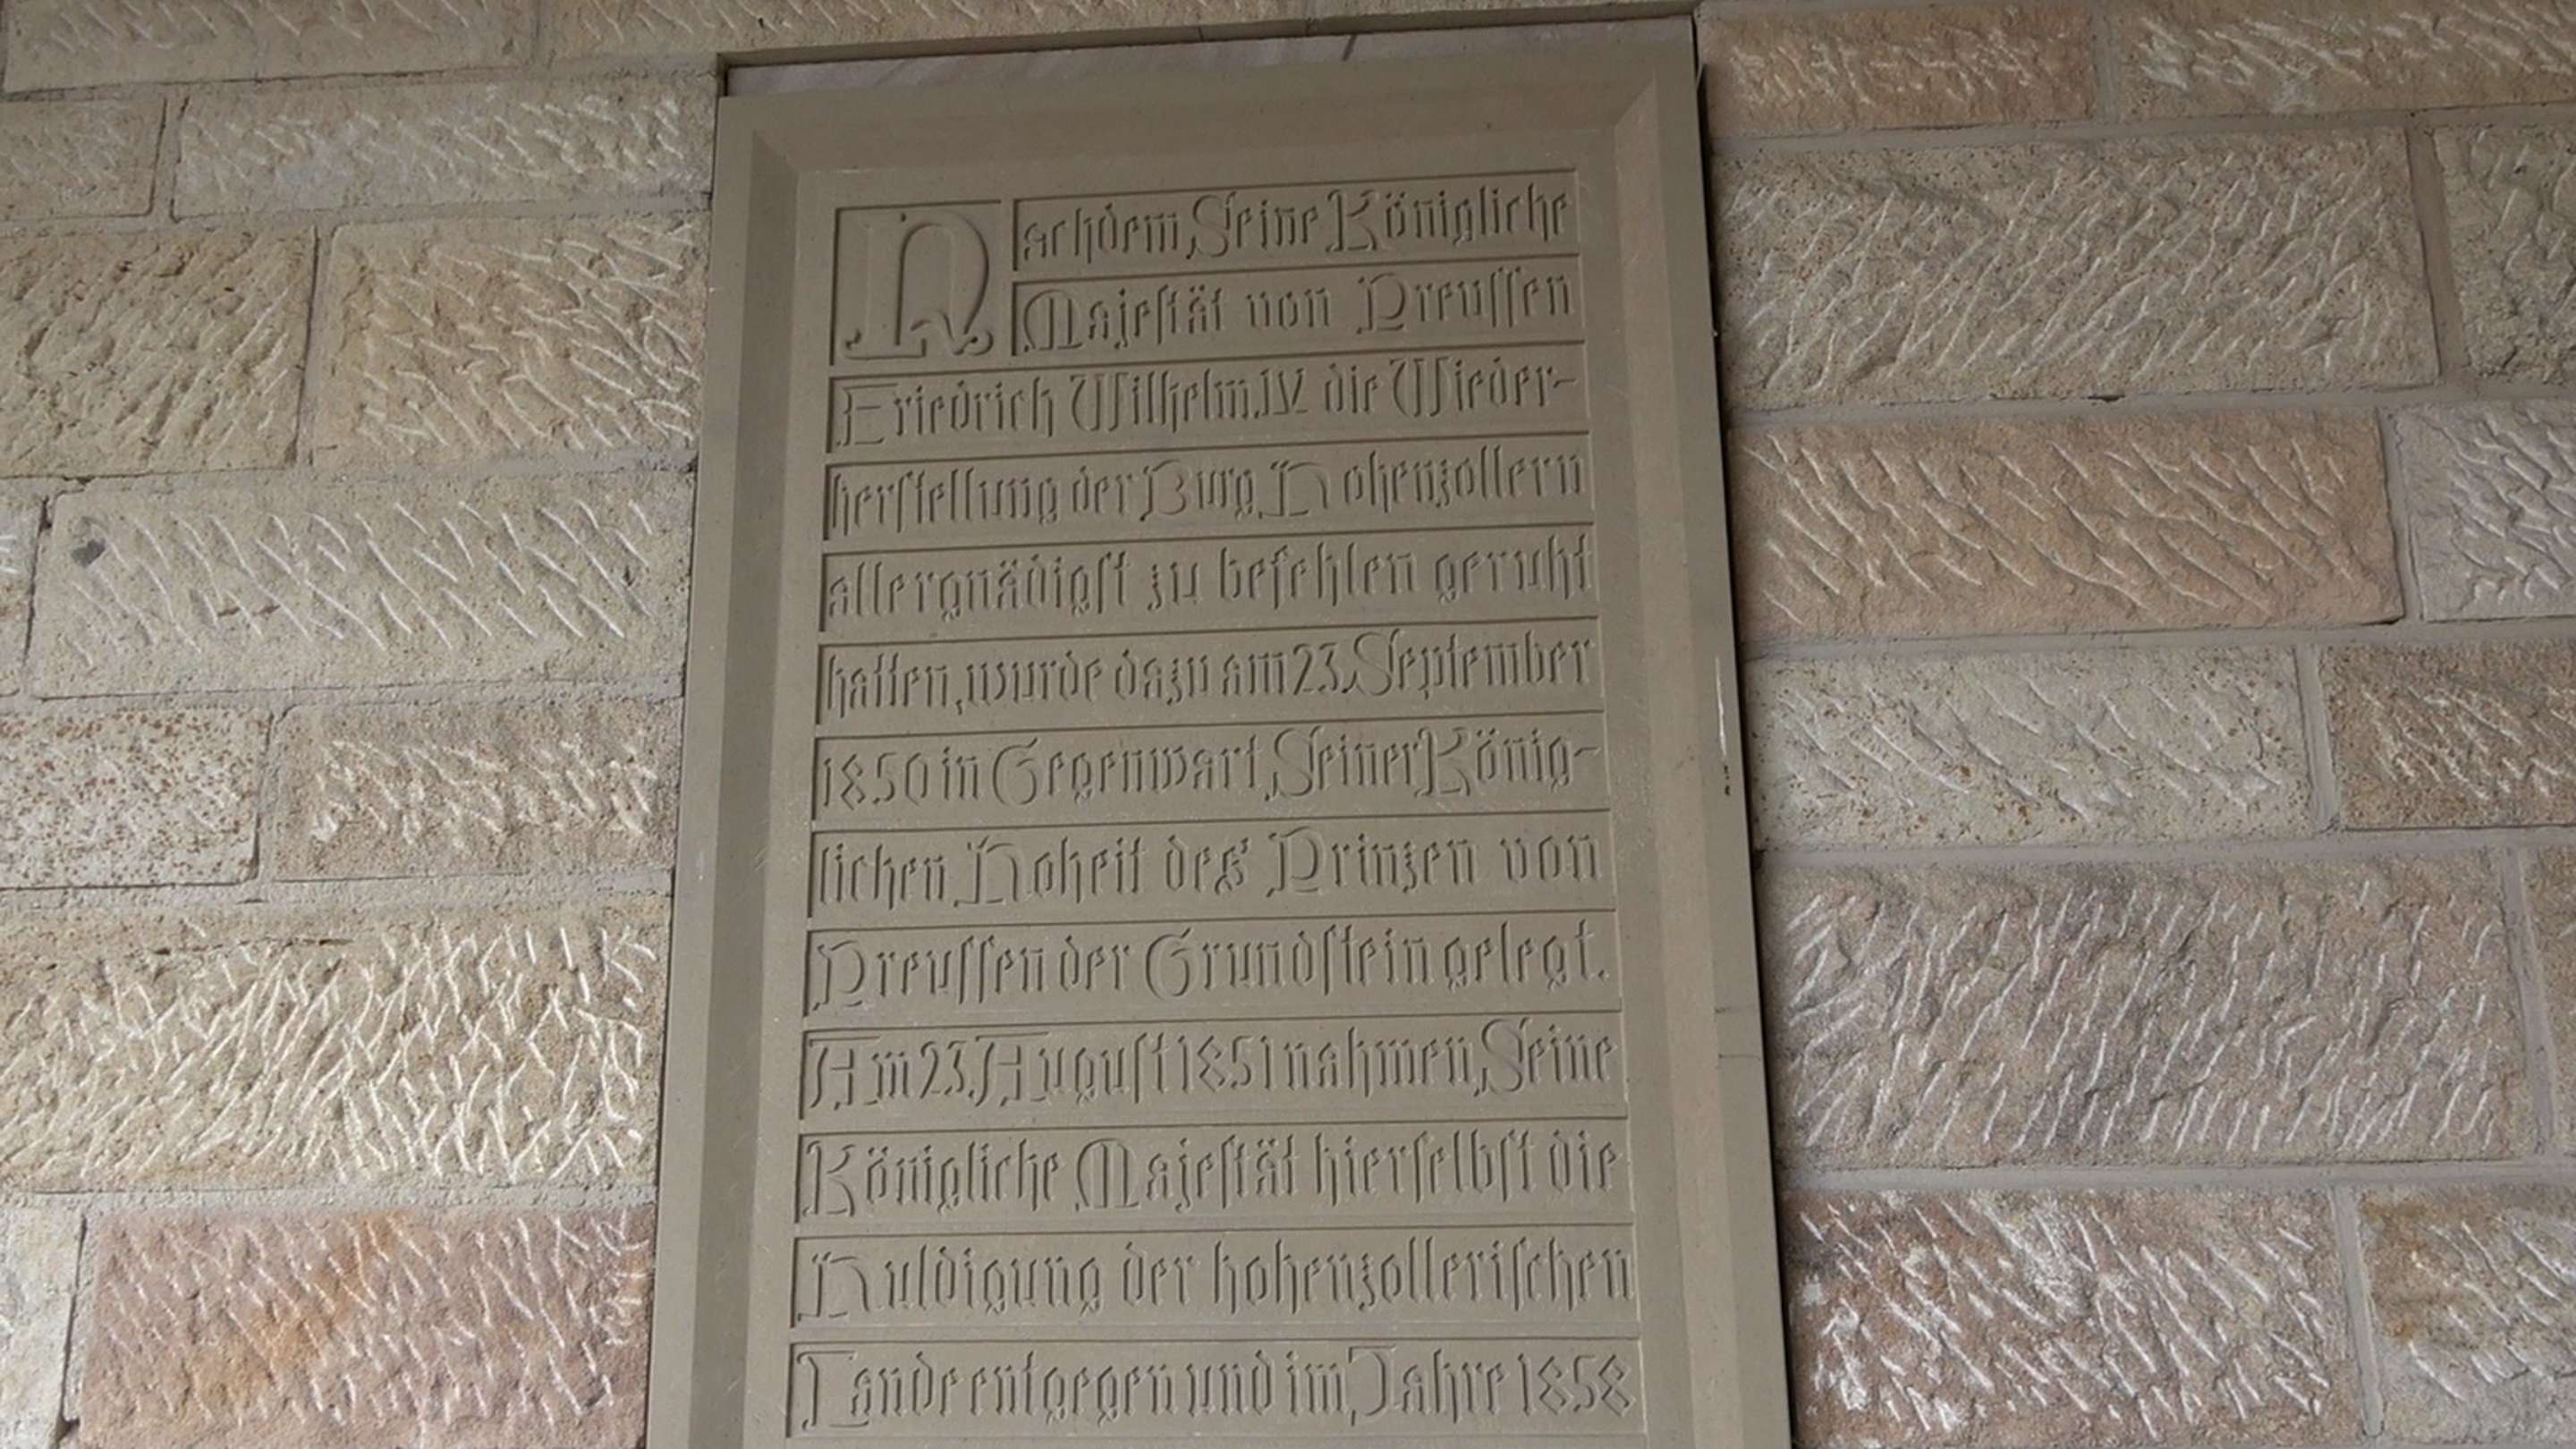 Nachdem Seine Königliche
Majeſtät von Preuſſen
Friedrich Wilhelm IV. die Wieder-
herſtellung der Burg Hohenzollern
allergnädigſt zu befehlen geruht
hatten, wurde dazu am 23. September
1850 in Gegenwart Seiner König-
lichen Hoheit des Prinzen von
Preuſſen der Grundſtein gelegt.
Am 23. Auguſt 1851 nahmen Seine
Königliche Majeſtät hierſelbſt die
Huldigung der hohenzolleriſchen
Lande entgegen und im Jahre 1858